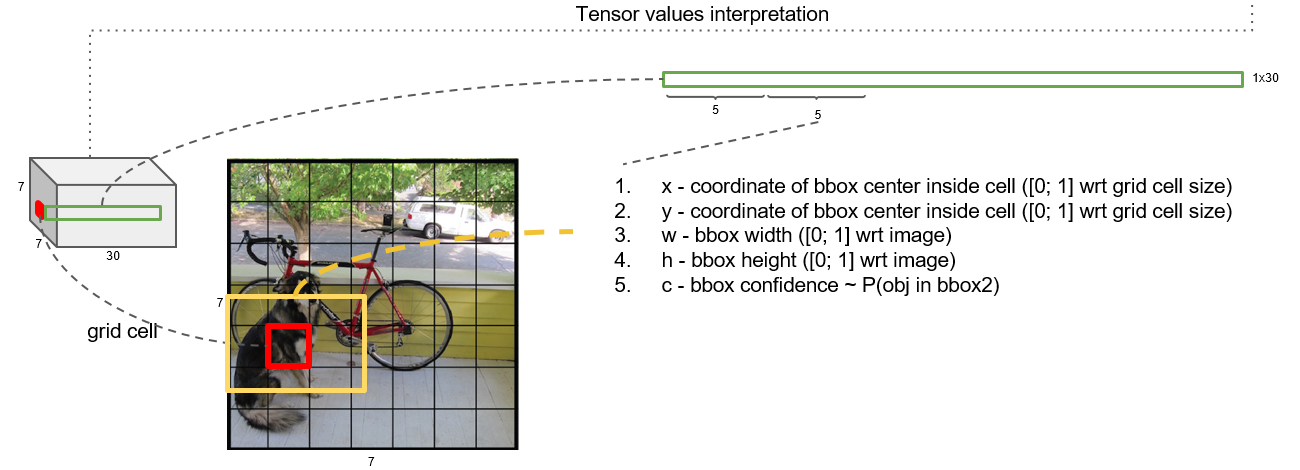 Tensor values interpretation
1x30
5
5
7
7
30
grid cell
7
7
1. x - coordinate of bbox center inside cell ([0; 1] wrt grid cell size)
2. y - coordinate of bbox center inside cell ([0; 1] wrt grid cell size)
3. w - bbox width ([0; 1] wrt image)
4. h - bbox height ([0; 1] wrt image)
5. c - bbox confidence ~ P(obj in bbox2)